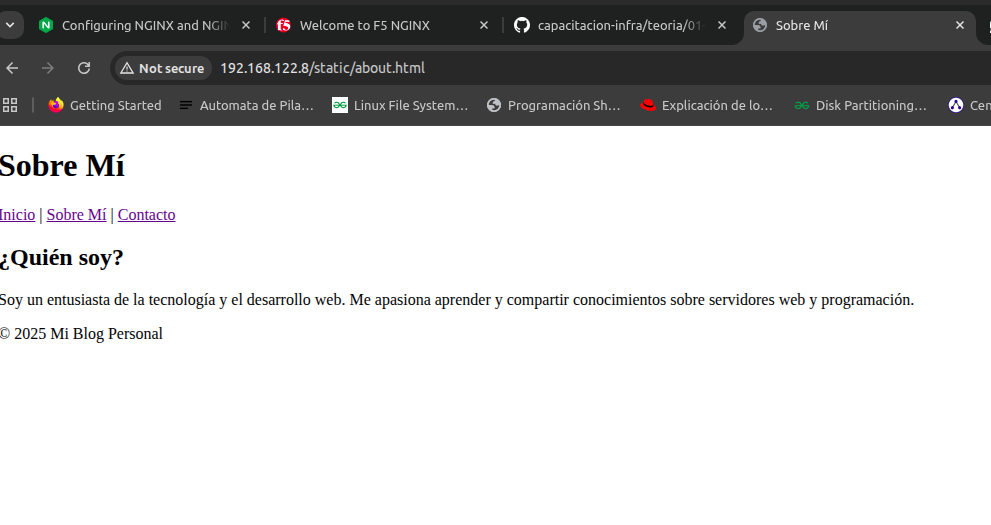 Configuring NGINX and NGI
Welcome to F5 NGINX
capacitacion-infra/teoria/01-
Sobre Mí
Not secure
192.168.122.8/static/about.html
Getting Started
Automata de Pila...
Linux File System...
Programación Sh...
Explicación de lo...
Disk Partitioning...
Cen
Sobre Mí
Inicio | Sobre Mí | Contacto
¿Quién soy?
Soy un entusiasta de la tecnología y el desarrollo web. Me apasiona aprender y compartir conocimientos sobre servidores web y programación.
© 2025 Mi Blog Personal